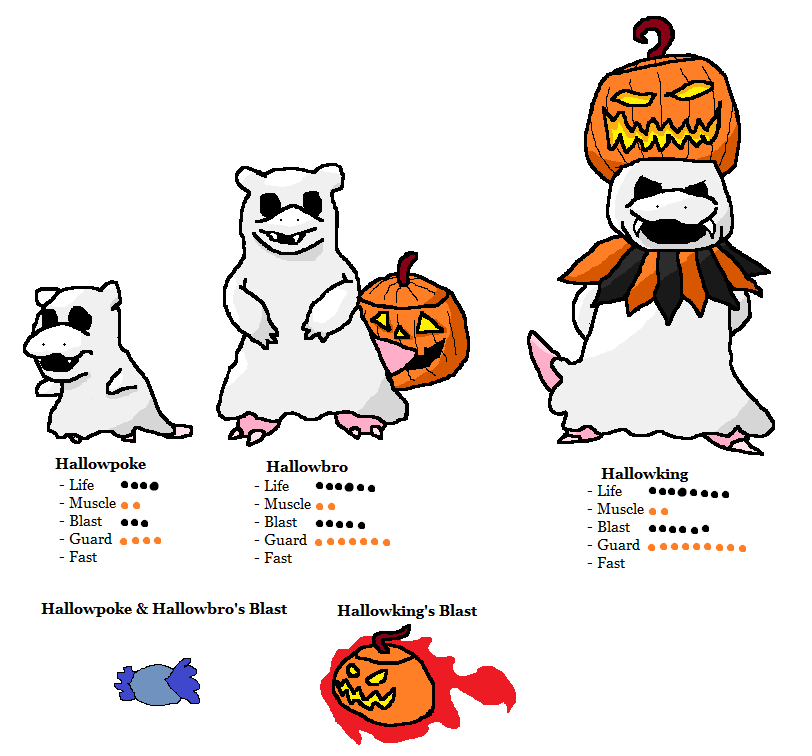 Hallowpoke
- Life
- Muscle
- Blast
- Guard
- Fast
Hallowbro
- Life
- Muscle
- Blast
- Guard
- Fast
Hallowking
- Life
- Muscle
- Blast
- Guard
- Fast
Hallowpoke & Hallowbro's Blast
Hallowking's Blast